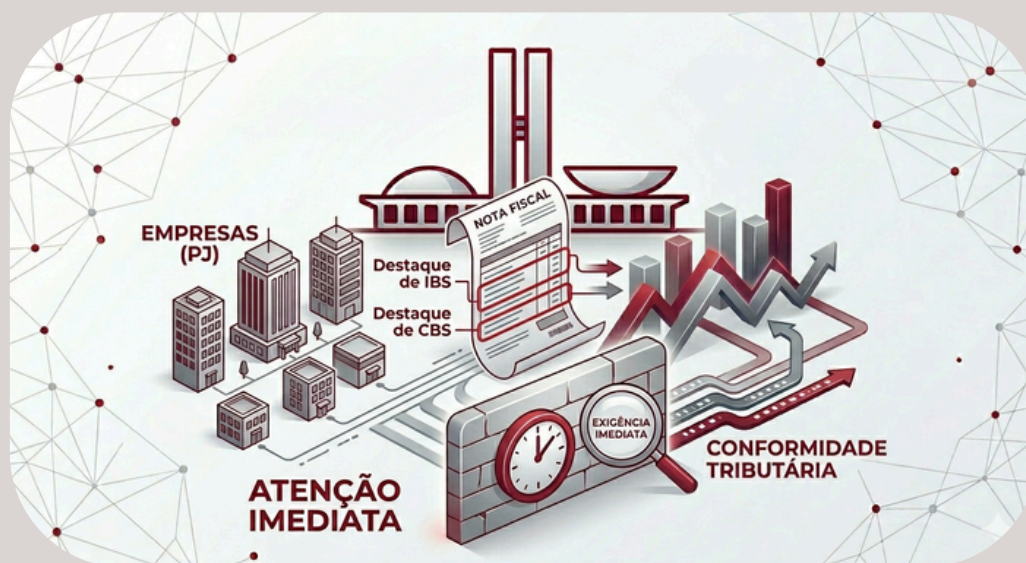 NOTA FISCAL
EMPRESAS
(PJ)
Destaque
de IBS
Destaque
de CBS
EXIGÊNCIA
IMEDIATA
CONFORMIDADE
TRIBUTÁRIA
ATENÇÃO
IMEDIATA